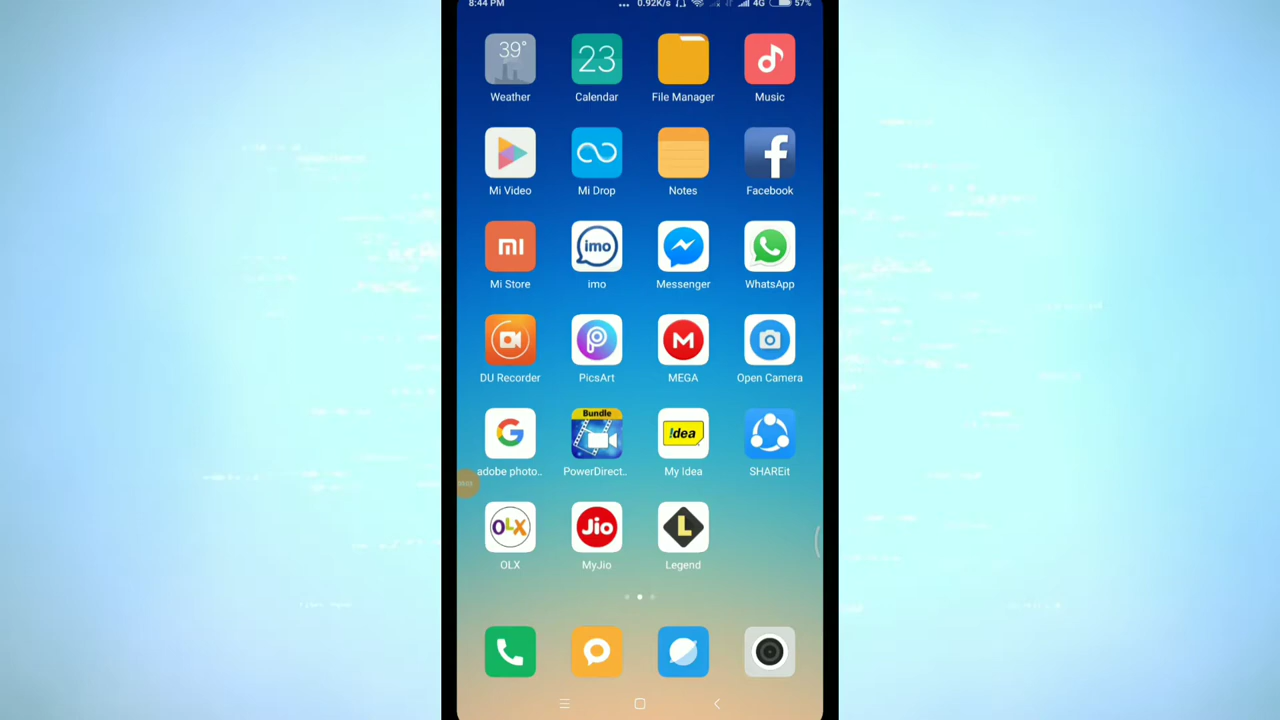 8:44 PM ... 0.92K/s 4G 57%
39°
23
Weather Calendar File Manager Music
Mi Video Mi Drop Notes Facebook
mi imo
Mi Store imo Messenger WhatsApp
M
DU Recorder PicsArt MEGA Open Camera
Bundle
!dea
adobe photo.. PowerDirect.. My Idea SHAREit
OLX Jio L
OLX MyJio Legend